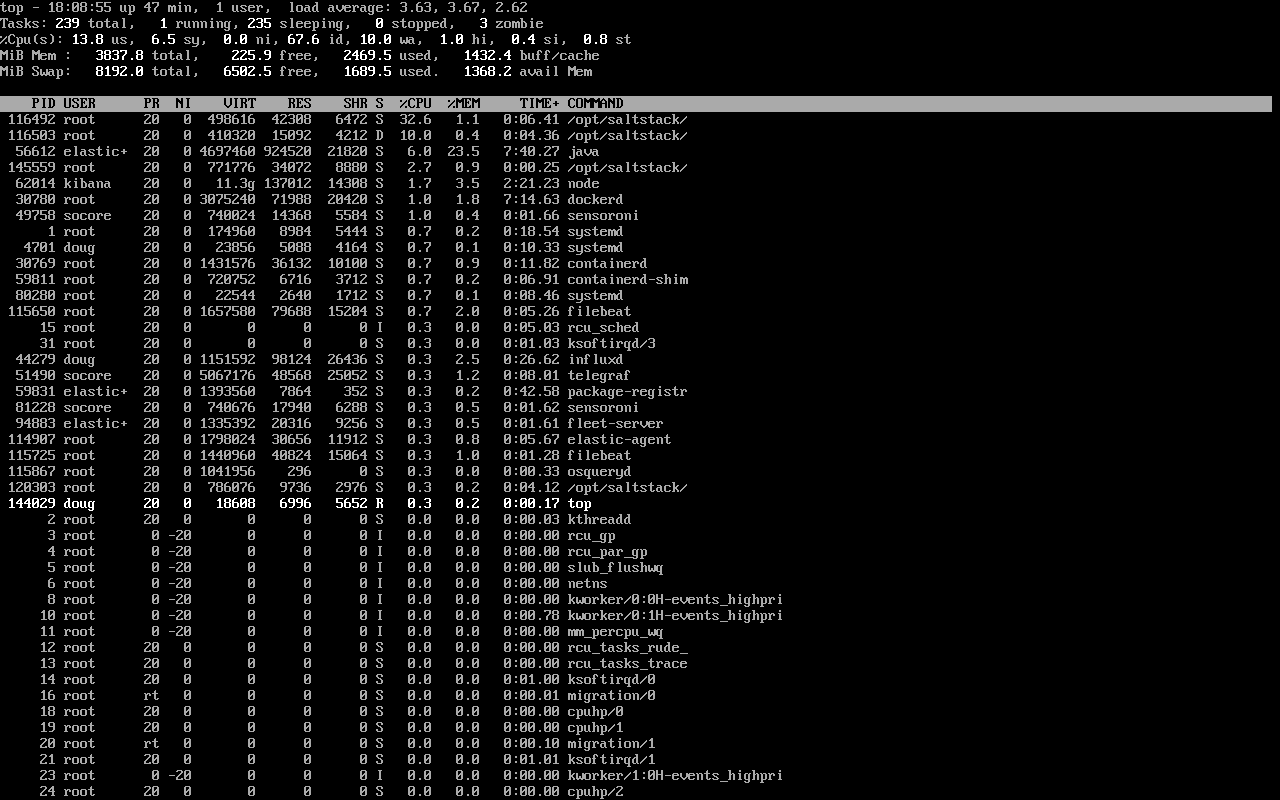 top - 18:08:55 up 47 min,  1 user,  load average: 3.63, 3.67, 2.62
Tasks: 239 total,   1 running, 235 sleeping,   0 stopped,   3 zombie
%Cpu(s): 13.8 us,  6.5 sy,  0.0 ni, 67.6 id, 10.0 wa,  1.0 hi,  0.4 si,  0.8 st
MiB Mem :   3837.8 total,    225.9 free,   2469.5 used,   1432.4 buff/cache
MiB Swap:   8192.0 total,   6502.5 free,   1689.5 used.   1368.2 avail Mem
PID USER      PR  NI    VIRT    RES    SHR S  %CPU  %MEM     TIME+ COMMAND
116492 root      20   0  498616  42308   6472 S  32.6   1.1   0:06.41 /opt/saltstack/
116503 root      20   0  410320  15092   4212 D  10.0   0.4   0:04.36 /opt/saltstack/
56612 elastic+  20   0 4697460 924520  21820 S   6.0  23.5   7:40.27 java
145559 root      20   0  771776  34072   8880 S   2.7   0.9   0:00.25 /opt/saltstack/
62014 kibana    20   0   11.3g 137012  14308 S   1.7   3.5   2:21.23 node
30780 root      20   0 3075240  71988  20420 S   1.0   1.8   7:14.63 dockerd
49758 socore    20   0  740024  14368   5584 S   1.0   0.4   0:01.66 sensoroni
1 root      20   0  174960   8984   5444 S   0.7   0.2   0:18.54 systemd
4701 doug      20   0   23856   5088   4164 S   0.7   0.1   0:10.33 systemd
30769 root      20   0 1431576  36132  10100 S   0.7   0.9   0:11.82 containerd
59811 root      20   0  720752   6716   3712 S   0.7   0.2   0:06.91 containerd-shim
80280 root      20   0   22544   2640   1712 S   0.7   0.1   0:08.46 systemd
115650 root      20   0 1657580  79688  15204 S   0.7   2.0   0:05.26 filebeat
15 root      20   0       0      0      0 I   0.3   0.0   0:05.03 rcu_sched
31 root      20   0       0      0      0 S   0.3   0.0   0:01.03 ksoftirqd/3
44279 doug      20   0 1151592  98124  26436 S   0.3   2.5   0:26.62 influxd
51490 socore    20   0 5067176  48568  25052 S   0.3   1.2   0:08.01 telegraf
59831 elastic+  20   0 1393560   7864    352 S   0.3   0.2   0:42.58 package-registr
81228 socore    20   0  740676  17940   6288 S   0.3   0.5   0:01.62 sensoroni
94883 elastic+  20   0 1335392  20316   9256 S   0.3   0.5   0:01.61 fleet-server
114907 root      20   0 1798024  30656  11912 S   0.3   0.8   0:05.67 elastic-agent
115725 root      20   0 1440960  40824  15064 S   0.3   1.0   0:01.28 filebeat
115867 root      20   0 1041956    296      0 S   0.3   0.0   0:00.33 osqueryd
120303 root      20   0  786076   9736   2976 S   0.3   0.2   0:04.12 /opt/saltstack/
144029 doug      20   0   18608   6996   5652 R   0.3   0.2   0:00.17 top
2 root      20   0       0      0      0 S   0.0   0.0   0:00.03 kthreadd
3 root       0 -20       0      0      0 I   0.0   0.0   0:00.00 rcu_gp
4 root       0 -20       0      0      0 I   0.0   0.0   0:00.00 rcu_par_gp
5 root       0 -20       0      0      0 I   0.0   0.0   0:00.00 slub_flushwq
6 root       0 -20       0      0      0 I   0.0   0.0   0:00.00 netns
8 root       0 -20       0      0      0 I   0.0   0.0   0:00.00 kworker/0:0H-events_highpri
10 root       0 -20       0      0      0 I   0.0   0.0   0:00.78 kworker/0:1H-events_highpri
11 root       0 -20       0      0      0 I   0.0   0.0   0:00.00 mm_percpu_wq
12 root      20   0       0      0      0 S   0.0   0.0   0:00.00 rcu_tasks_rude_
13 root      20   0       0      0      0 S   0.0   0.0   0:00.00 rcu_tasks_trace
14 root      20   0       0      0      0 S   0.0   0.0   0:01.00 ksoftirqd/0
16 root      rt   0       0      0      0 S   0.0   0.0   0:00.01 migration/0
18 root      20   0       0      0      0 S   0.0   0.0   0:00.00 cpuhp/0
19 root      20   0       0      0      0 S   0.0   0.0   0:00.00 cpuhp/1
20 root      rt   0       0      0      0 S   0.0   0.0   0:00.10 migration/1
21 root      20   0       0      0      0 S   0.0   0.0   0:01.01 ksoftirqd/1
23 root       0 -20       0      0      0 I   0.0   0.0   0:00.00 kworker/1:0H-events_highpri
24 root      20   0       0      0      0 S   0.0   0.0   0:00.00 cpuhp/2